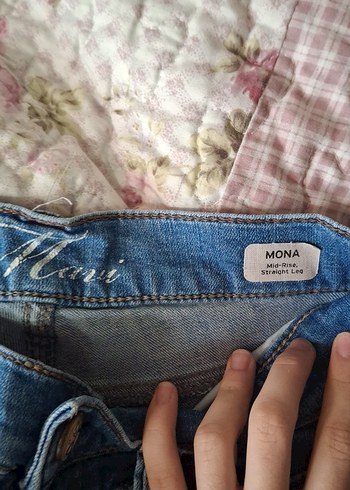 Mavi
MONA
Mid-Rise,
Straight Leg